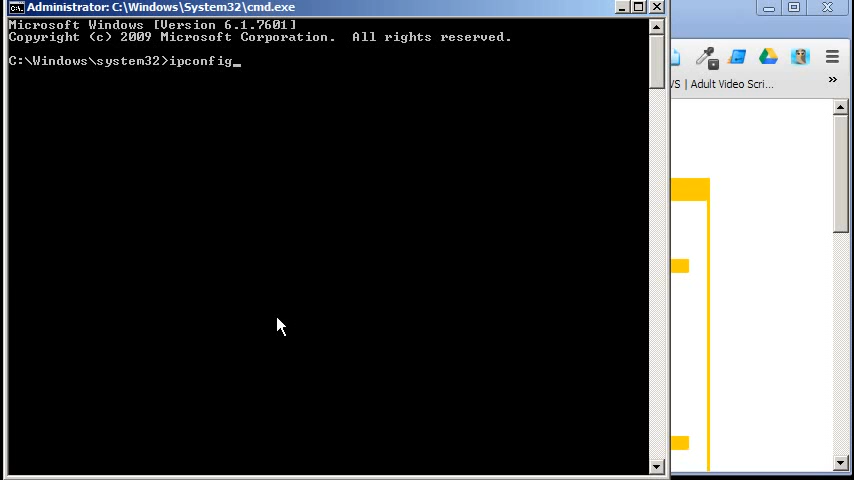 Administrator: C:\Windows\System32\cmd.exe
Microsoft Windows [Version 6.1.7601]
Copyright (c) 2009 Microsoft Corporation.  All rights reserved.
C:\Windows\system32>ipconfig_
| Adult Video Scri...